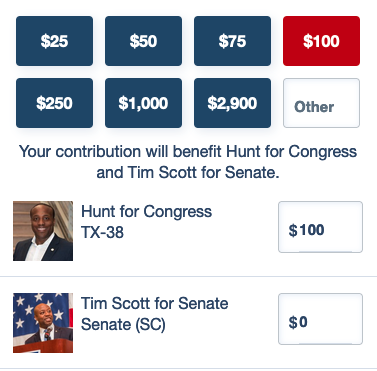 $25 $50 $75 $100
$250 $1,000 $2,900 Other
Your contribution will benefit Hunt for Congress
and Tim Scott for Senate.
Hunt for Congress
TX-38
$100
Tim Scott for Senate
Senate (SC)
$0